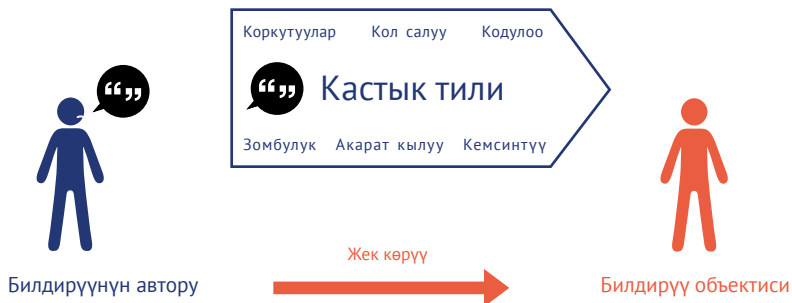 Коркутуулар Кол салуу Кодулоо
“„ “„ Кастык тили
Зомбулук Акарат кылуу Кемсинтүү
Жек көрүү
Билдирүүнүн автору Билдирүү объектиси